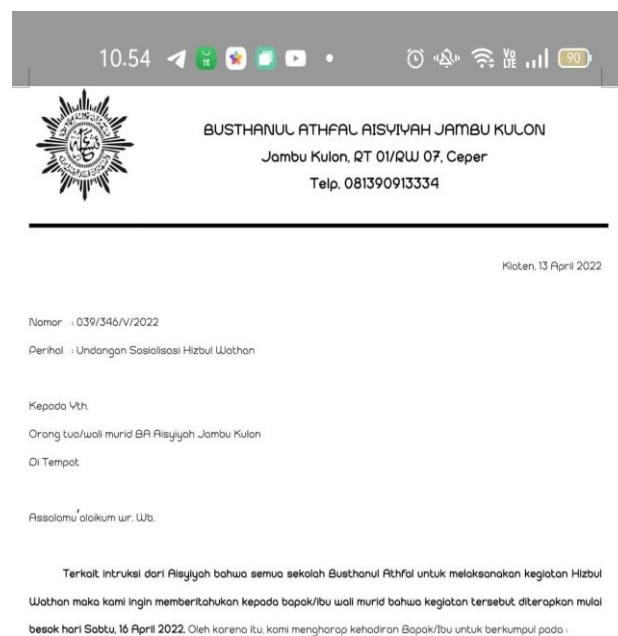 10.54
Vo
LTE
90
BUSTHANUL ATHFAL AISYIYAH JAMBU KULON
Jambu Kulon, RT 01/RW 07, Ceper
Telp. 081390913334
Klaten, 13 April 2022
Nomor : 039/346/V/2022
Perihal : Undangan Sosialisasi Hizbul Wathan
Kepada Yth.
Orang tua/wali murid BA Aisyiyah Jambu Kulon
Di Tempat
Assalamu'alaikum wr. Wb.
Terkait intruksi dari Aisyiyah bahwa semua sekolah Busthanul Athfal untuk melaksanakan kegiatan Hizbul
Wathan maka kami ingin memberitahukan kepada bapak/ibu wali murid bahwa kegiatan tersebut diterapkan mulai
besok hari Sabtu, 16 April 2022. Oleh karena itu, kami mengharap kehadiran Bapak/Ibu untuk berkumpul pada :